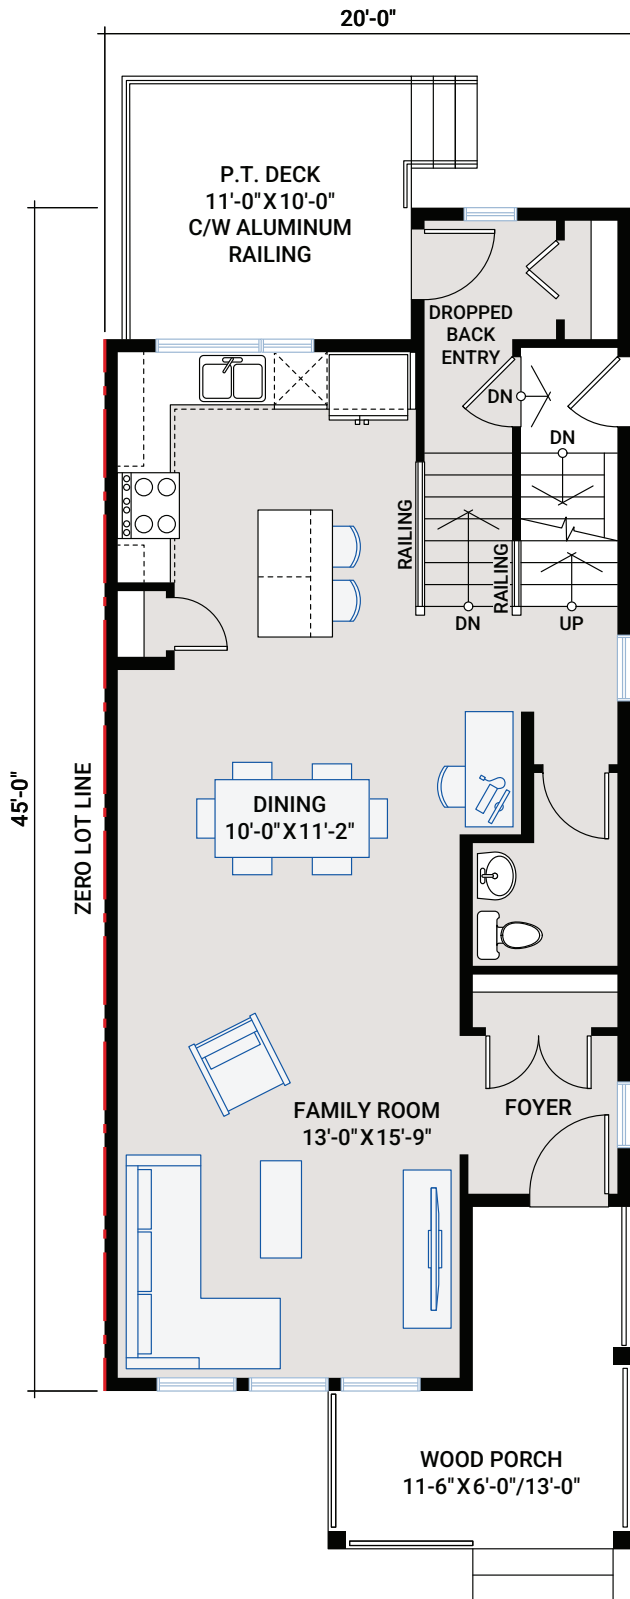 20'-0"
P.T. DECK
11'-0"X10'-0"
C/W ALUMINUM
RAILING
DROPPED
BACK
ENTRY
DN
DN
RAILING
RAILING
DN
UP
45'-0"
ZERO LOT LINE
DINING
10'-0"X11'-2"
FAMILY ROOM
13'-0"X15'-9"
FOYER
WOOD PORCH
11-6"X6'-0"/13'-0"